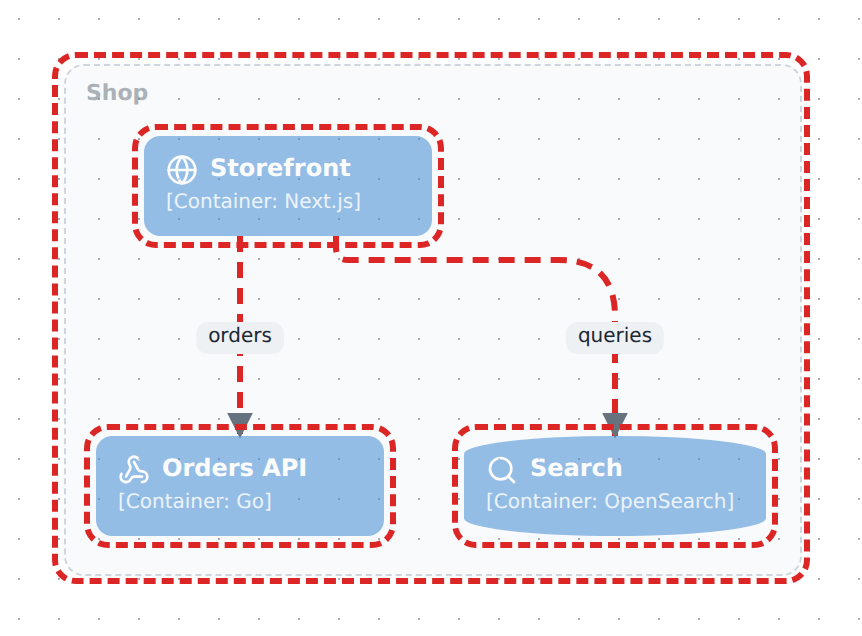 Shop
Storefront
[Container: Next.js]
orders
queries
Orders API
[Container: Go]
Search
[Container: OpenSearch]